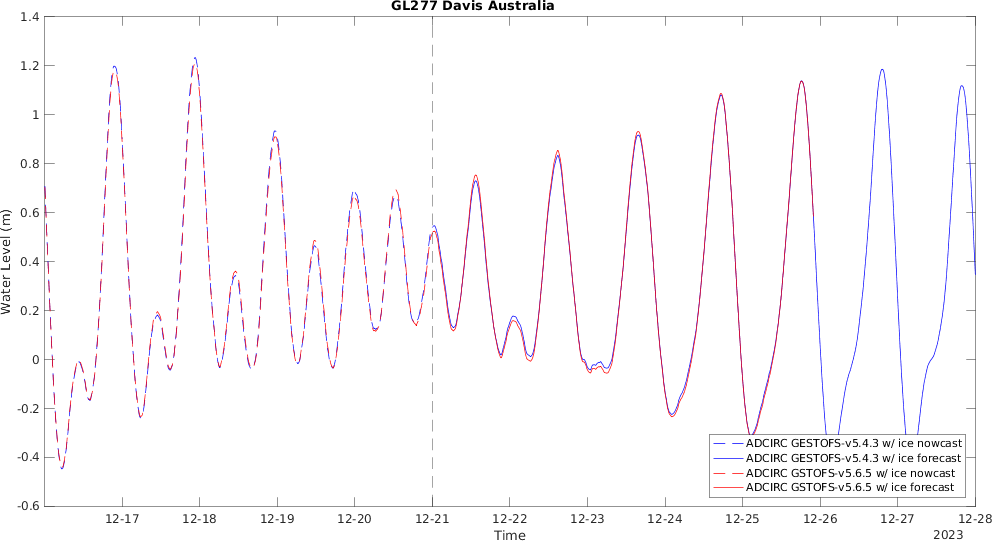 GL277 Davis Australia
Water Level (m)
1.4
1.2
1
0.8
0.6
0.4
0.2
0
-0.2
-0.4
-0.6
ADCIRC GESTOFS-v5.4.3 w/ ice nowcast
ADCIRC GESTOFS-v5.4.3 w/ ice forecast
ADCIRC GSTOFS-v5.6.5 w/ ice nowcast
ADCIRC GSTOFS-v5.6.5 w/ ice forecast
12-17 12-18 12-19 12-20 12-21 12-22 12-23 12-24 12-25 12-26 12-27 12-28
Time
2023